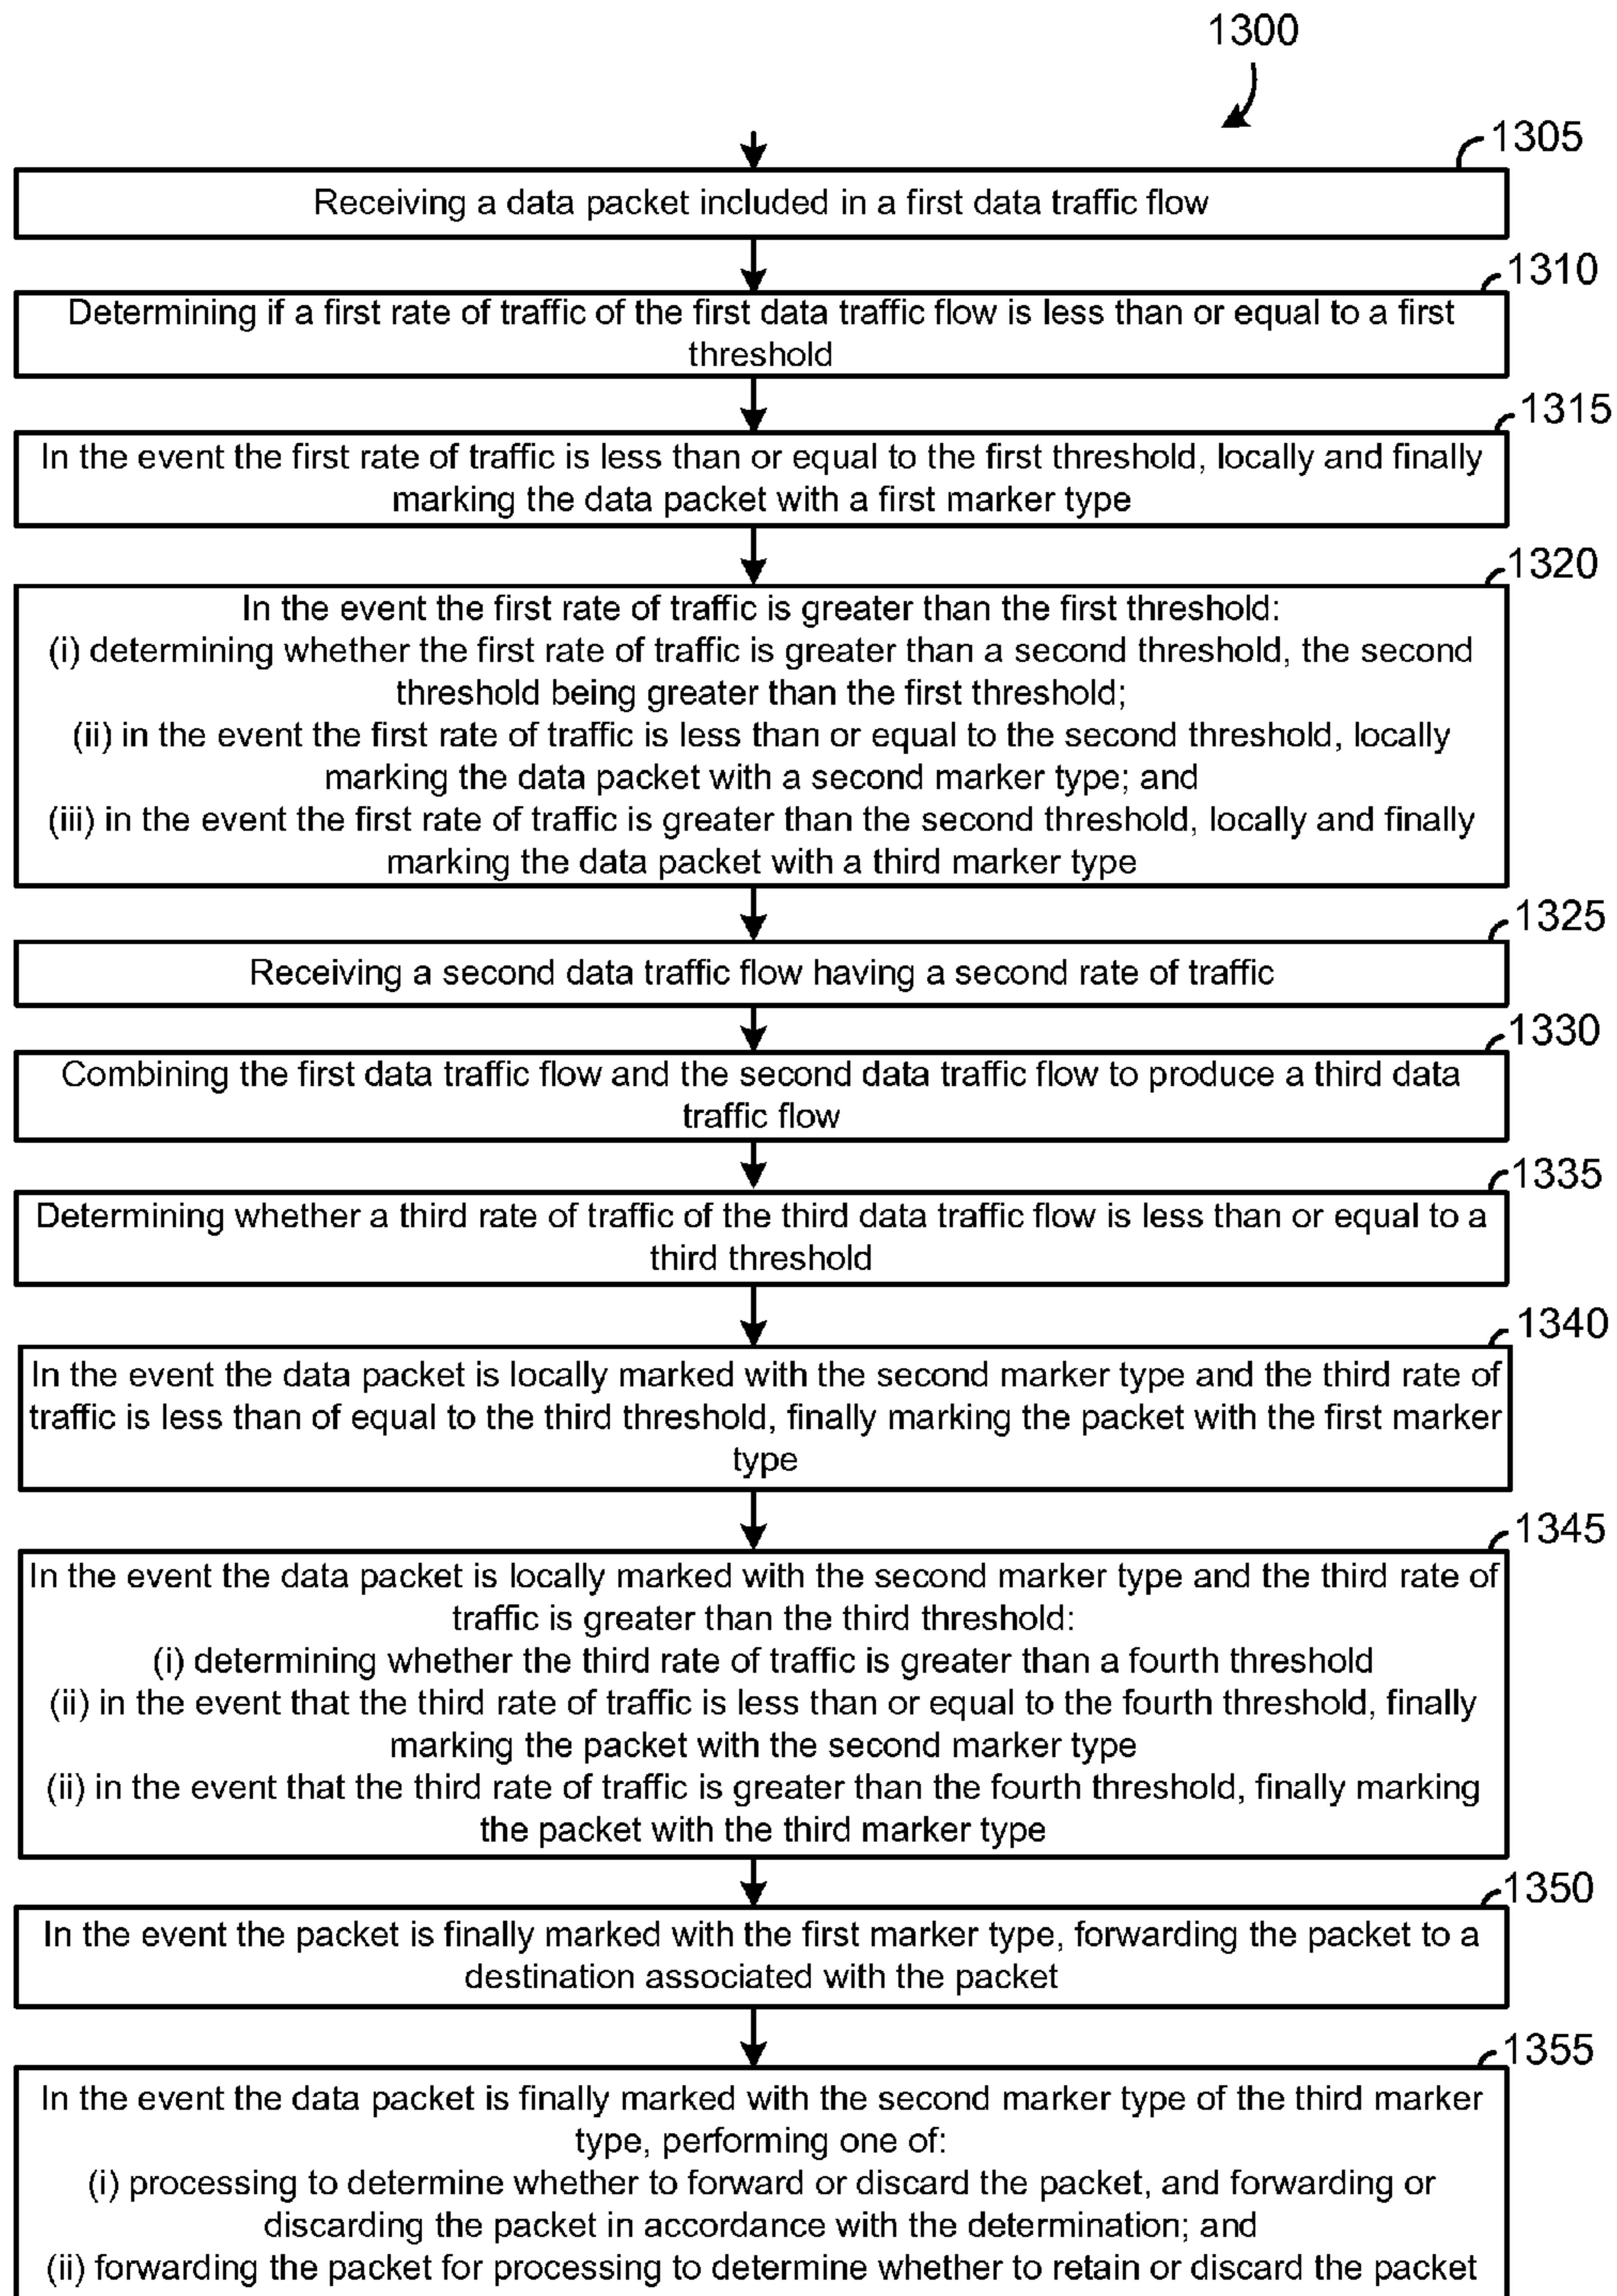 1300
1305
Receiving a data packet included in a first data traffic flow
1310
Determining if a first rate of traffic of the first data traffic flow is less than or equal to a first
threshold
1315
In the event the first rate of traffic is less than or equal to the first threshold, locally and finally
marking the data packet with a first marker type
1320
In the event the first rate of traffic is greater than the first threshold:
(i) determining whether the first rate of traffic is greater than a second threshold, the second
threshold being greater than the first threshold;
(ii) in the event the first rate of traffic is less than or equal to the second threshold, locally
marking the data packet with a second marker type; and
(iii) in the event the first rate of traffic is greater than the second threshold, locally and finally
marking the data packet with a third marker type
1325
Receiving a second data traffic flow having a second rate of traffic
1330
Combining the first data traffic flow and the second data traffic flow to produce a third data
traffic flow
1335
Determining whether a third rate of traffic of the third data traffic flow is less than or equal to a
third threshold
1340
In the event the data packet is locally marked with the second marker type and the third rate of
traffic is less than of equal to the third threshold, finally marking the packet with the first marker
type
1345
In the event the data packet is locally marked with the second marker type and the third rate of
traffic is greater than the third threshold:
(i) determining whether the third rate of traffic is greater than a fourth threshold
(ii) in the event that the third rate of traffic is less than or equal to the fourth threshold, finally
marking the packet with the second marker type
(ii) in the event that the third rate of traffic is greater than the fourth threshold, finally marking
the packet with the third marker type
1350
In the event the packet is finally marked with the first marker type, forwarding the packet to a
destination associated with the packet
1355
In the event the data packet is finally marked with the second marker type of the third marker
type, performing one of:
(i) processing to determine whether to forward or discard the packet, and forwarding or
discarding the packet in accordance with the determination; and
(ii) forwarding the packet for processing to determine whether to retain or discard the packet